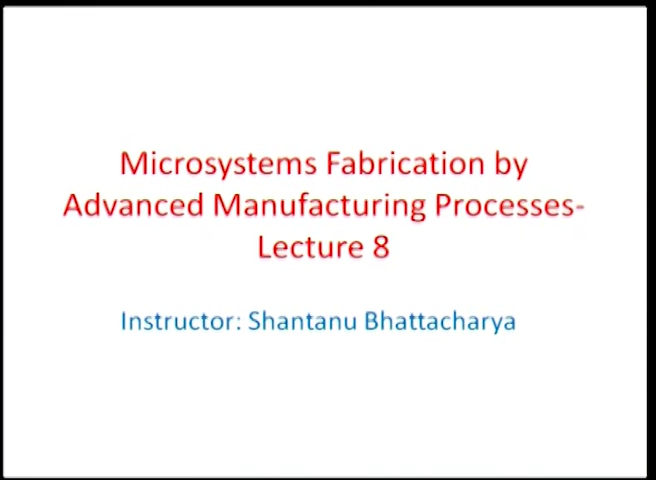 Microsystems Fabrication by
Advanced Manufacturing Processes-
Lecture 8
Instructor: Shantanu Bhattacharya